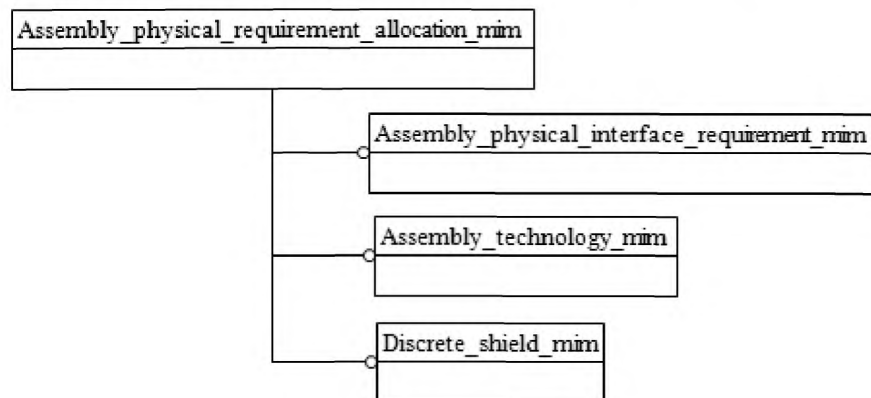 Assembly_physical_requirement_allocation_mim
Assembly_physical_interface_requirement_mim
Assembly_technology_mim
Discrete_shield_mim